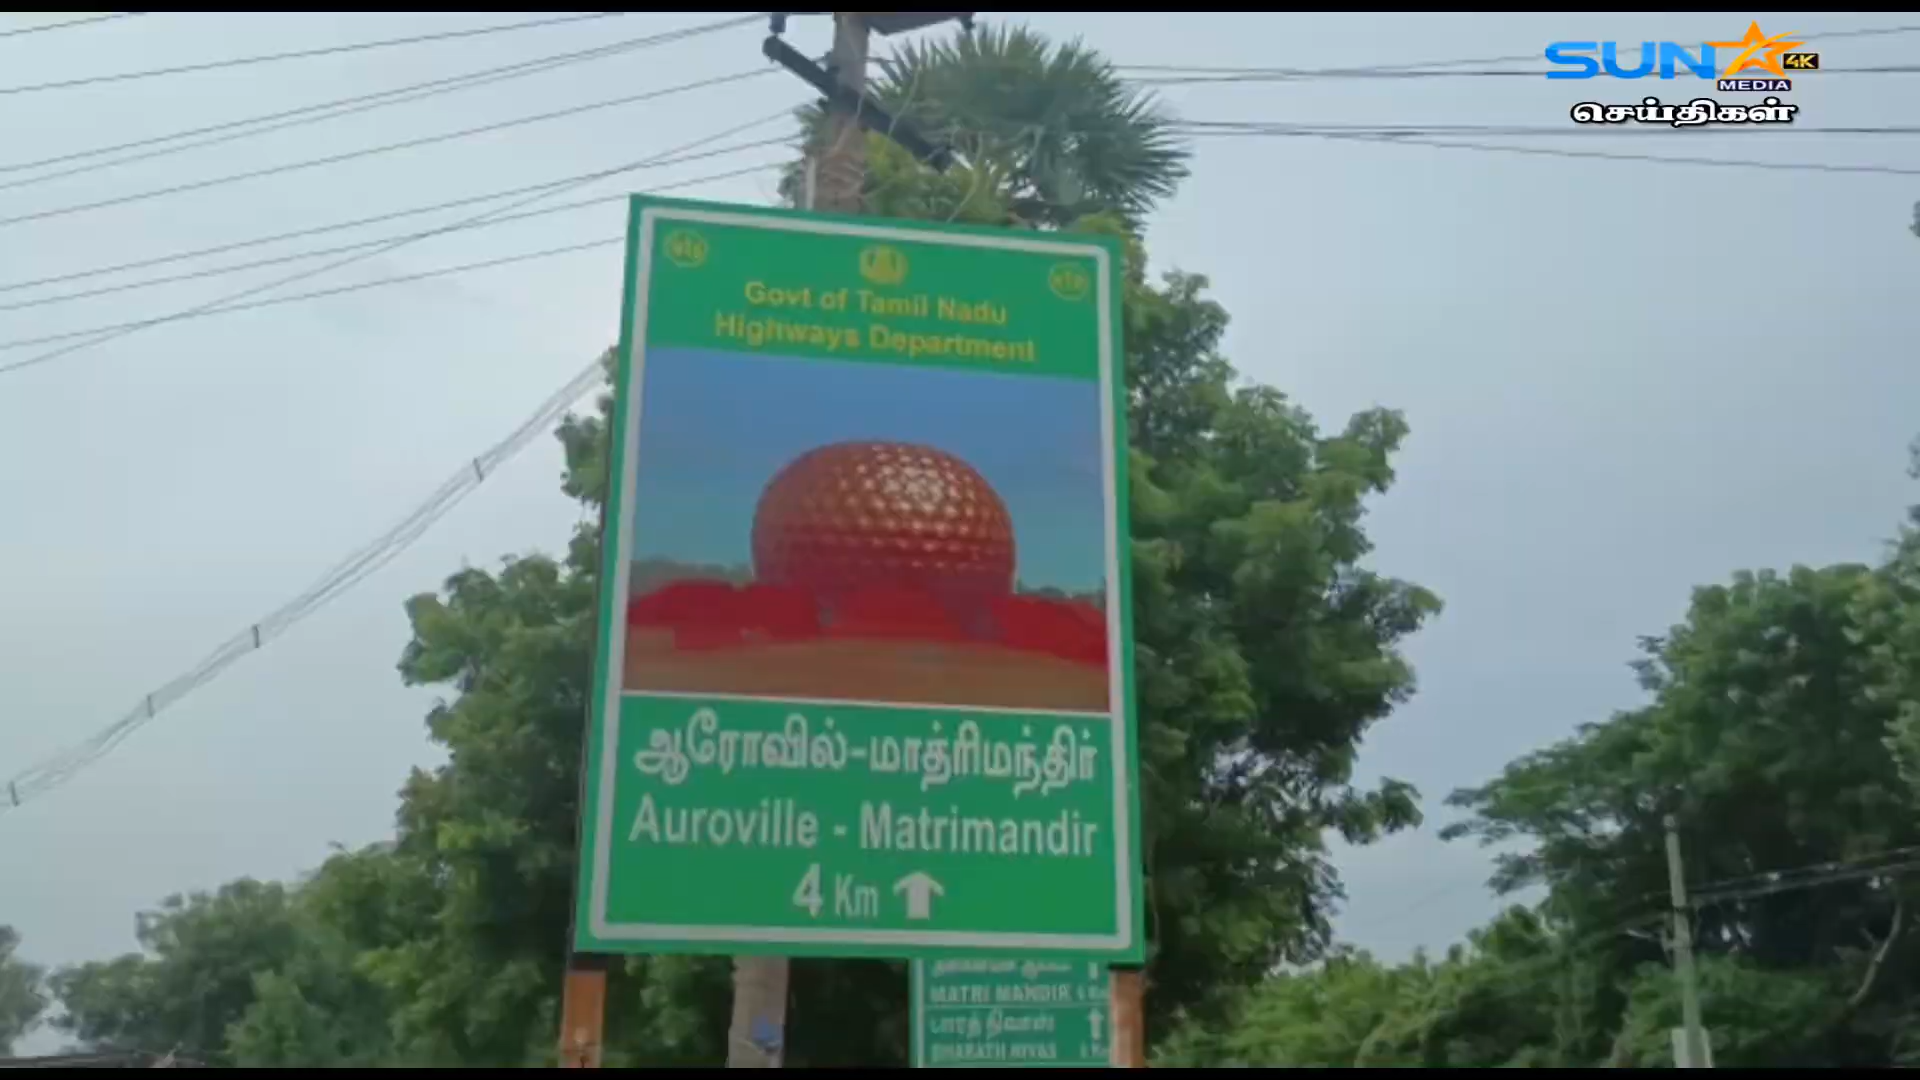 SUN
4K
MEDIA
செய்திகள்
Govt of Tamil Nadu
Highways Department
ஆரோவில்-மாத்ரிமந்திர்
Auroville - Matrimandir
4 Km
MATRI MANDIR
பாரத் நிவாஸ்
BHARATH NIVAS